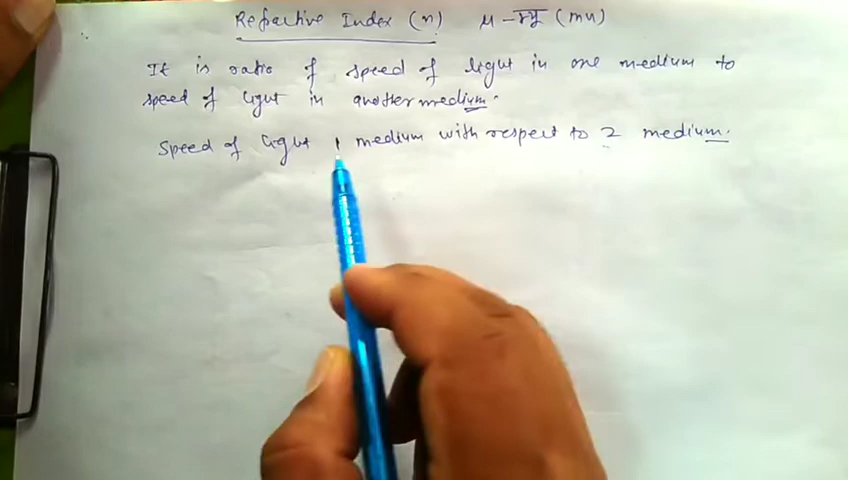 Refractive Index (n) μ - म्यू (mu)
It is ratio of speed of light in one medium to
speed of light in another medium.
Speed of light 1 medium with respect to 2 medium.